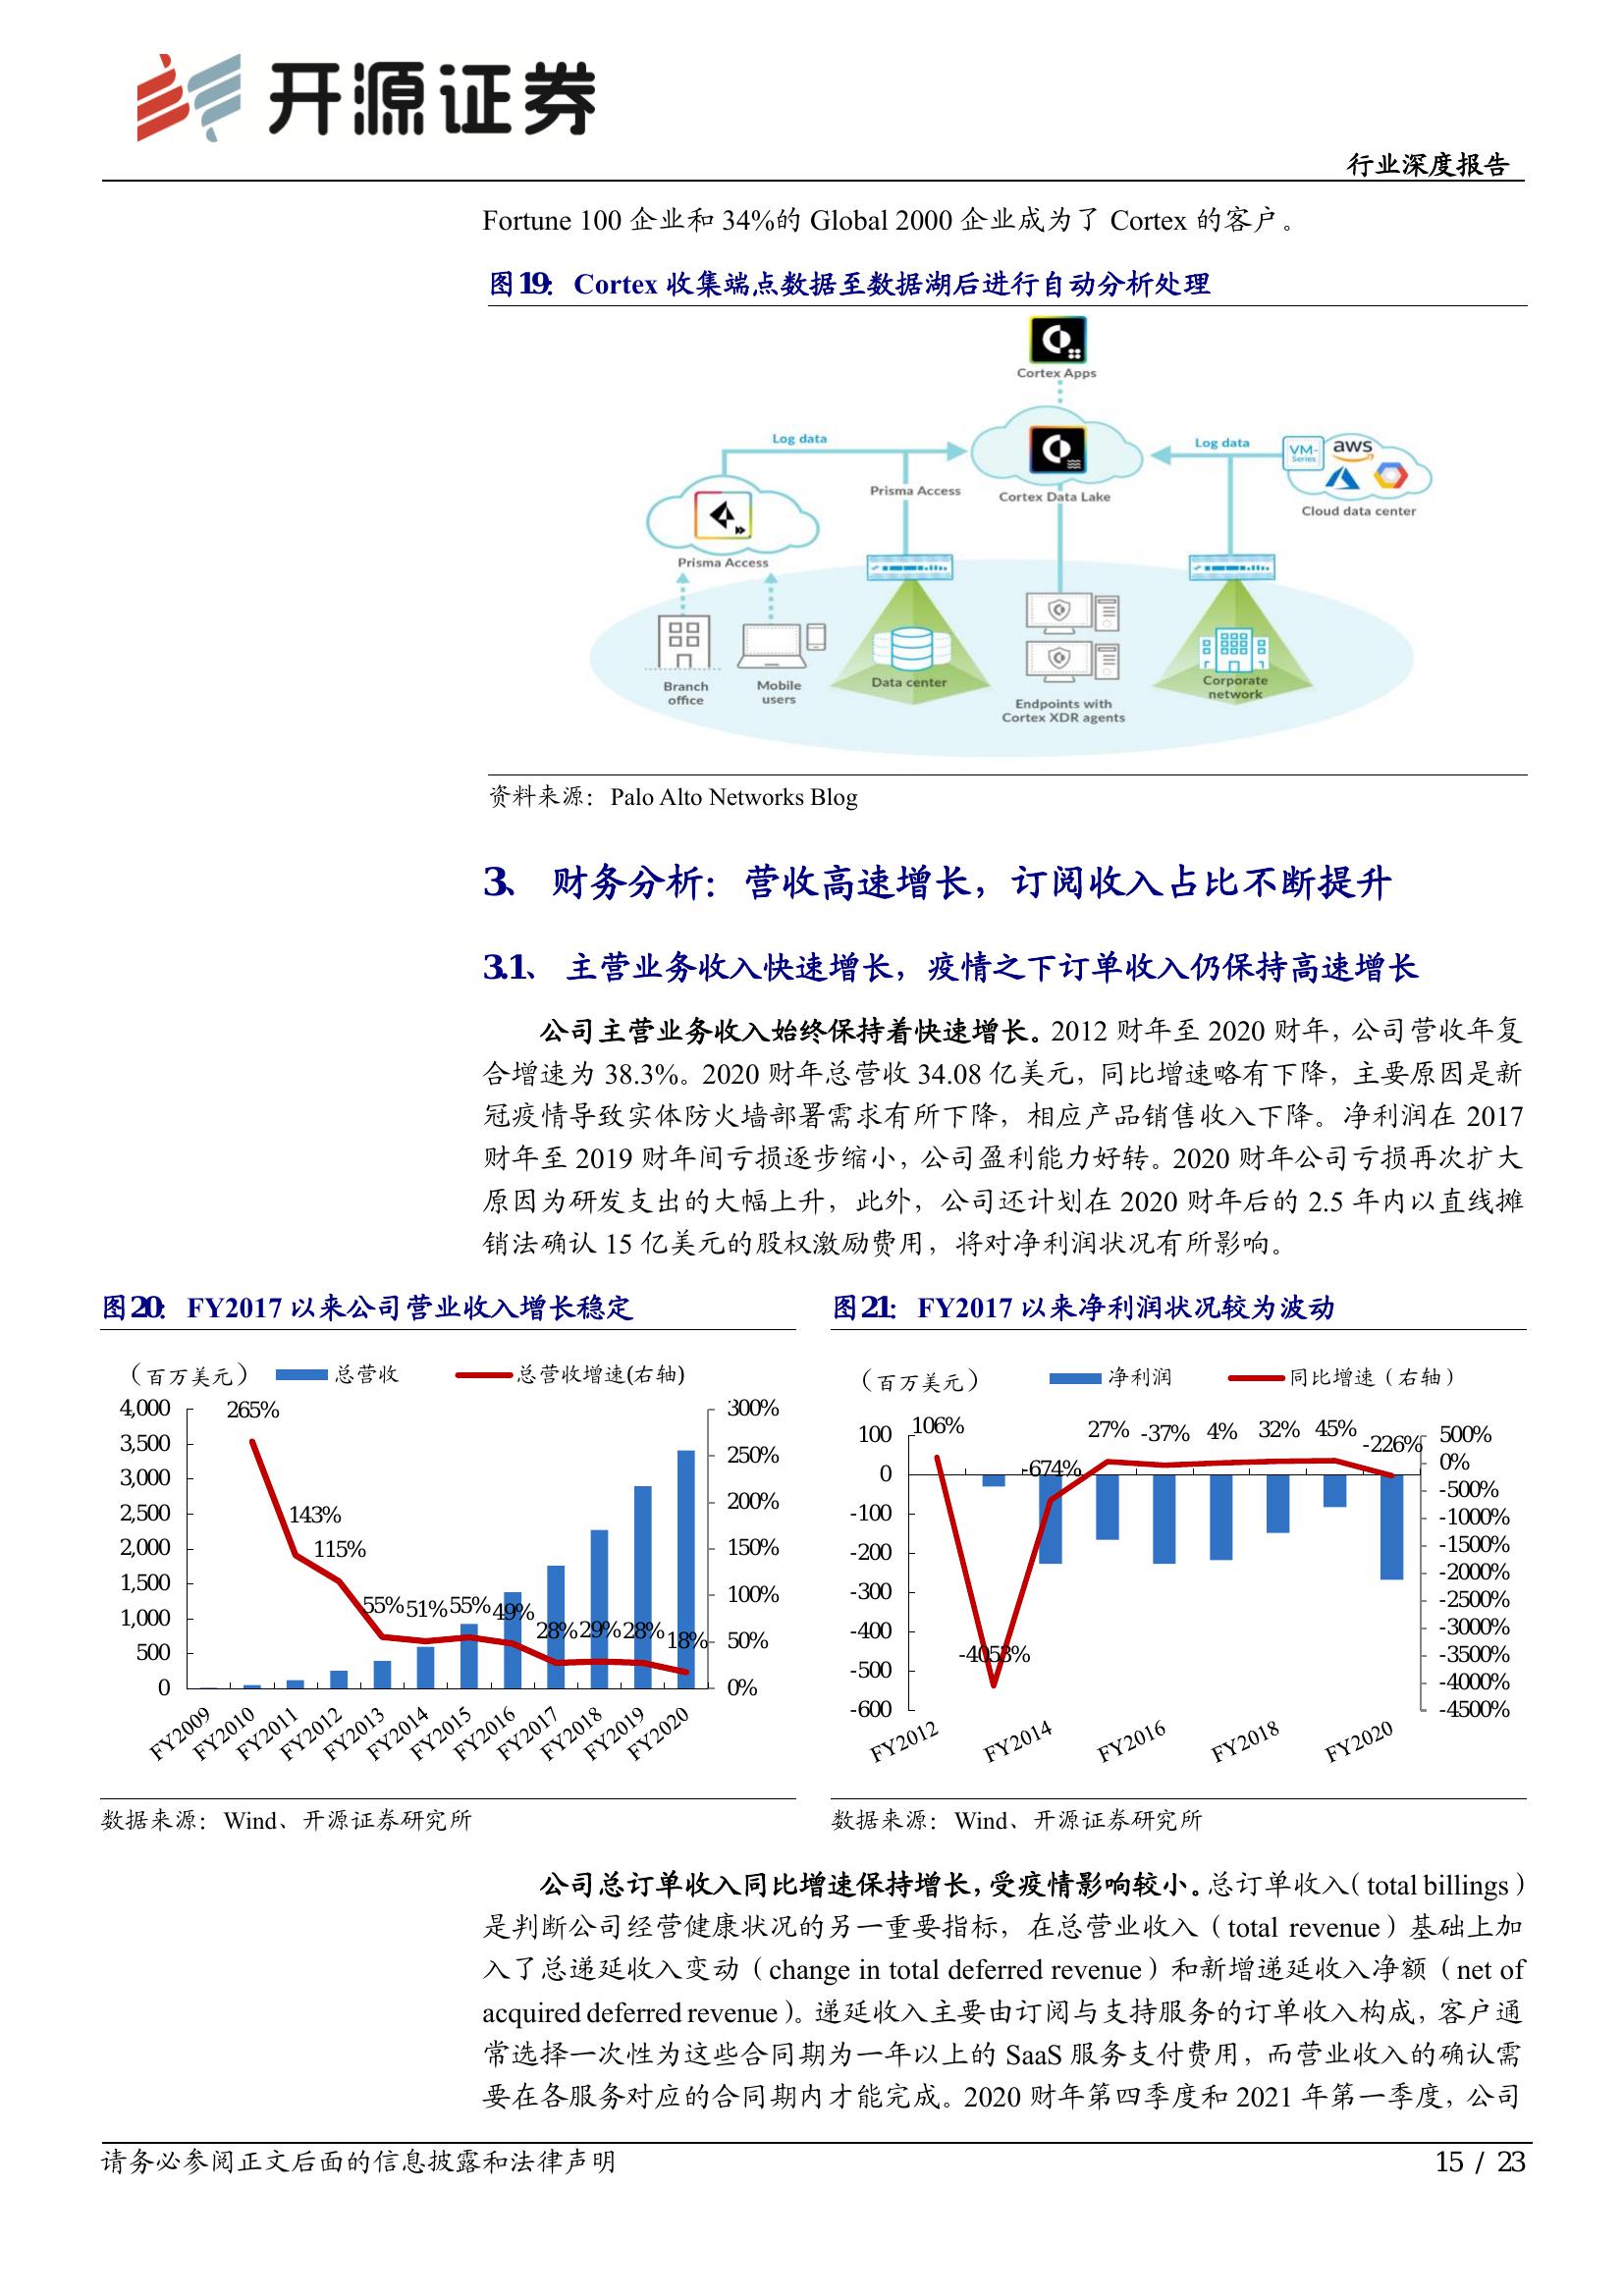 开源证券
行业深度报告
Fortune 100 企业和 34%的 Global 2000 企业成为了 Cortex 的客户。
图19： Cortex 收集端点数据至数据湖后进行自动分析处理
Cortex Apps
Log data
Log data
VM-Series
aws
Prisma Access
Cortex Data Lake
Cloud data center
Prisma Access
Branch office
Mobile users
Data center
Endpoints with Cortex XDR agents
Corporate network
资料来源：Palo Alto Networks Blog
3、 财务分析：营收高速增长，订阅收入占比不断提升
3.1、 主营业务收入快速增长，疫情之下订单收入仍保持高速增长
公司主营业务收入始终保持着快速增长。2012 财年至 2020 财年，公司营收年复
合增速为 38.3%。2020 财年总营收 34.08 亿美元，同比增速略有下降，主要原因是新
冠疫情导致实体防火墙部署需求有所下降，相应产品销售收入下降。净利润在 2017
财年至 2019 财年间亏损逐步缩小，公司盈利能力好转。2020 财年公司亏损再次扩大
原因为研发支出的大幅上升，此外，公司还计划在 2020 财年后的 2.5 年内以直线摊
销法确认 15 亿美元的股权激励费用，将对净利润状况有所影响。
图20： FY2017 以来公司营业收入增长稳定
（百万美元） 总营收 总营收增速(右轴)
4,000
3,500
3,000
2,500
2,000
1,500
1,000
500
0
265%
143%
115%
55% 51% 55% 49% 28% 29% 28% 18%
300%
250%
200%
150%
100%
50%
0%
FY2009 FY2010 FY2011 FY2012 FY2013 FY2014 FY2015 FY2016 FY2017 FY2018 FY2019 FY2020
数据来源：Wind、开源证券研究所
图21： FY2017 以来净利润状况较为波动
（百万美元） 净利润 同比增速（右轴）
100
0
-100
-200
-300
-400
-500
-600
106% -4053% -674% 27% -37% 4% 32% 45% -226%
500%
0%
-500%
-1000%
-1500%
-2000%
-2500%
-3000%
-3500%
-4000%
-4500%
FY2012 FY2014 FY2016 FY2018 FY2020
数据来源：Wind、开源证券研究所
公司总订单收入同比增速保持增长，受疫情影响较小。总订单收入（total billings）
是判断公司经营健康状况的另一重要指标，在总营业收入（total revenue）基础上加
入了总递延收入变动（change in total deferred revenue）和新增递延收入净额（net of
acquired deferred revenue）。递延收入主要由订阅与支持服务的订单收入构成，客户通
常选择一次性为这些合同期为一年以上的 SaaS 服务支付费用，而营业收入的确认需
要在各服务对应的合同期内才能完成。2020 财年第四季度和 2021 年第一季度，公司
请务必参阅正文后面的信息披露和法律声明
15 / 23